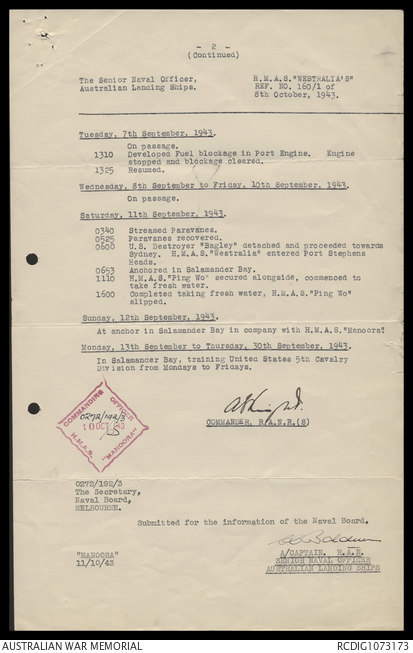 - 2 -
(Continued)
The Senior Naval Officer,
Australian Landing Ships.
H.M.A.S."WESTRALIA'S"
REF. NO. 160/1 of
8th October, 1943.
Tuesday, 7th September, 1943.
On passage.
1310 Developed Fuel blockage in Port Engine. Engine
stopped and blockage cleared.
1325 Resumed.
Wednesday, 8th September to Friday, 10th September, 1943.
On passage.
Saturday, 11th September, 1943.
0340 Streamed Paravanes.
0525 Paravanes recovered.
0600 U.S. Destroyer "Bagley" detached and proceeded towards
Sydney. H.M.A.S."Westralia" entered Port Stephens
Heads.
0653 Anchored in Salamander Bay.
1110 H.M.A.S."Ping Wo" secured alongside, commenced to
take fresh water.
1600 Completed taking fresh water, H.M.A.S."Ping Wo"
slipped.
Sunday, 12th September, 1943.
At anchor in Salamander Bay in company with H.M.A.S."Manoora".
Monday, 13th September to Thursday, 30th September, 1943.
In Salamander Bay, training United States 5th Cavalry
Division from Mondays to Fridays.
COMMANDING OFFICER
0272/192/3
H.M.A.S. "MANOORA"
COMMANDER, R.A.N.R.(S)
0272/192/3
The Secretary,
Naval Board,
MELBOURNE.
Submitted for the information of the Naval Board.
"MANOORA"
11/10/43
A/CAPTAIN. R.A.N.
SENIOR NAVAL OFFICER
AUSTRALIAN LANDING SHIPS
AUSTRALIAN WAR MEMORIAL
RCDIG1073173